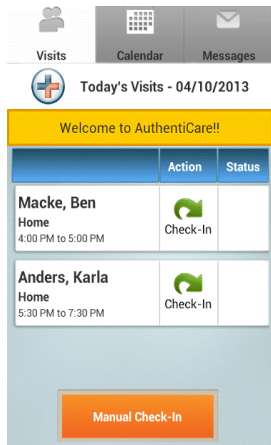 Visits Calendar Messages
Today's Visits - 04/10/2013
Welcome to AuthentiCare!!
Action Status
Macke, Ben
Home
4:00 PM to 5:00 PM
Check-In
Anders, Karla
Home
5:30 PM to 7:30 PM
Check-In
Manual Check-In